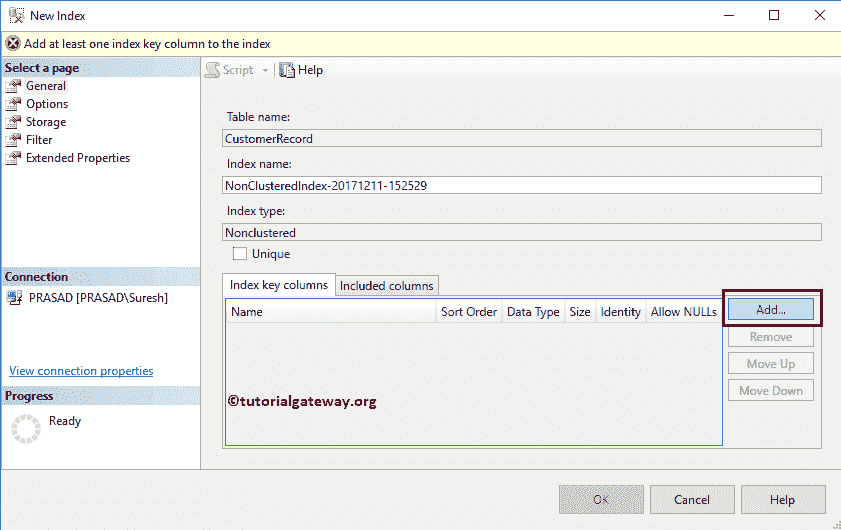 New Index
Add at least one index key column to the index
Select a page
General
Options
Storage
Filter
Extended Properties
Connection
PRASAD [PRASAD\Suresh]
View connection properties
Progress
Ready
Script
Help
Table name:
CustomerRecord
Index name:
NonClusteredIndex-20171211-152529
Index type:
Nonclustered
Unique
Index key columns Included columns
Name Sort Order Data Type Size Identity Allow NULLs
Add...
Remove
Move Up
Move Down
©tutorialgateway.org
OK Cancel Help